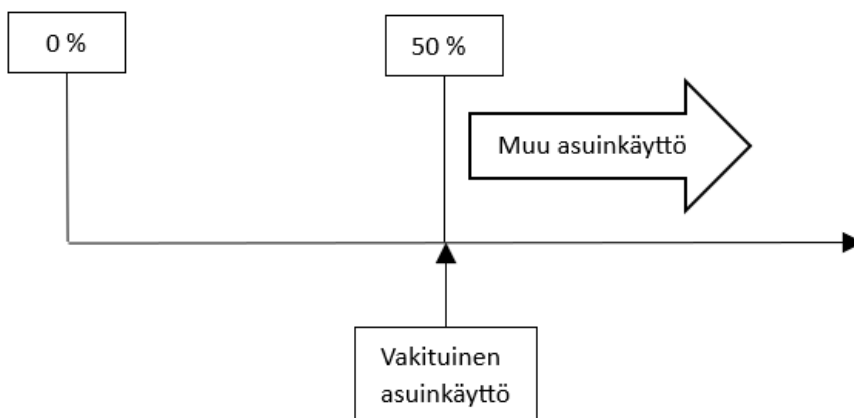 0 %
50 %
Muu asuinkäyttö
Vakituinen
asuinkäyttö